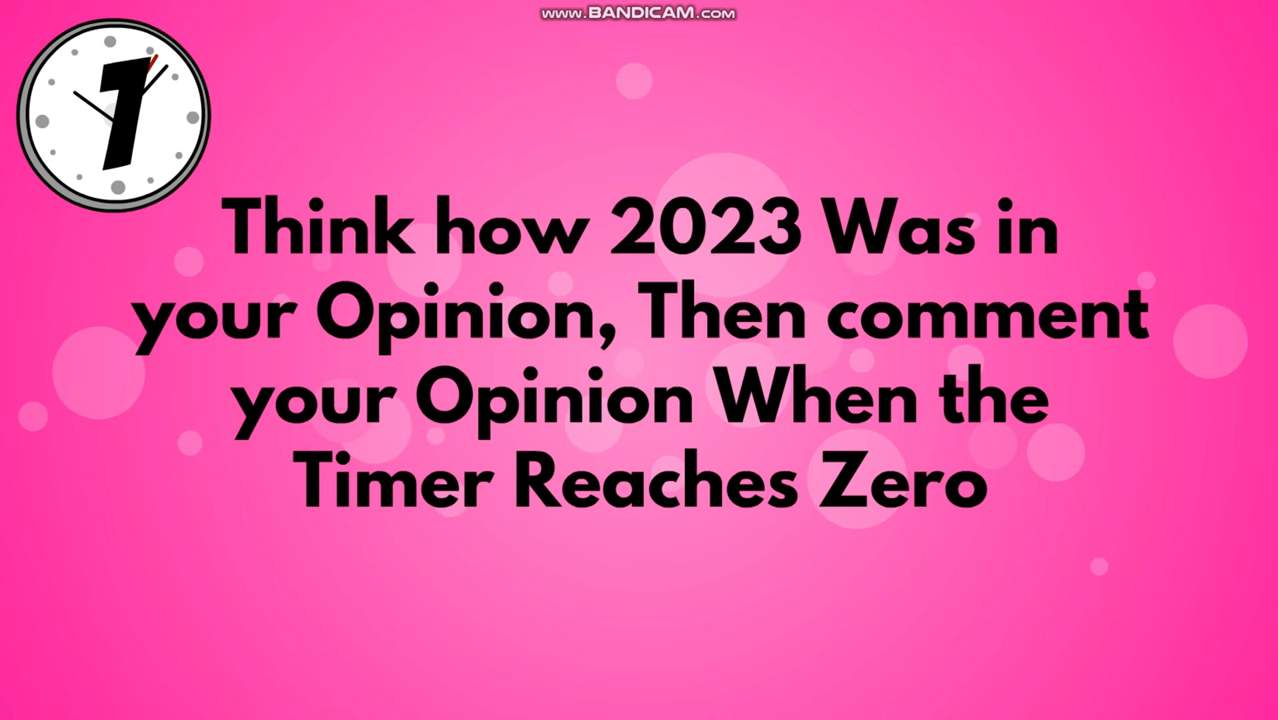 www.BANDICAM.com
1
Think how 2023 Was in
your Opinion, Then comment
your Opinion When the
Timer Reaches Zero